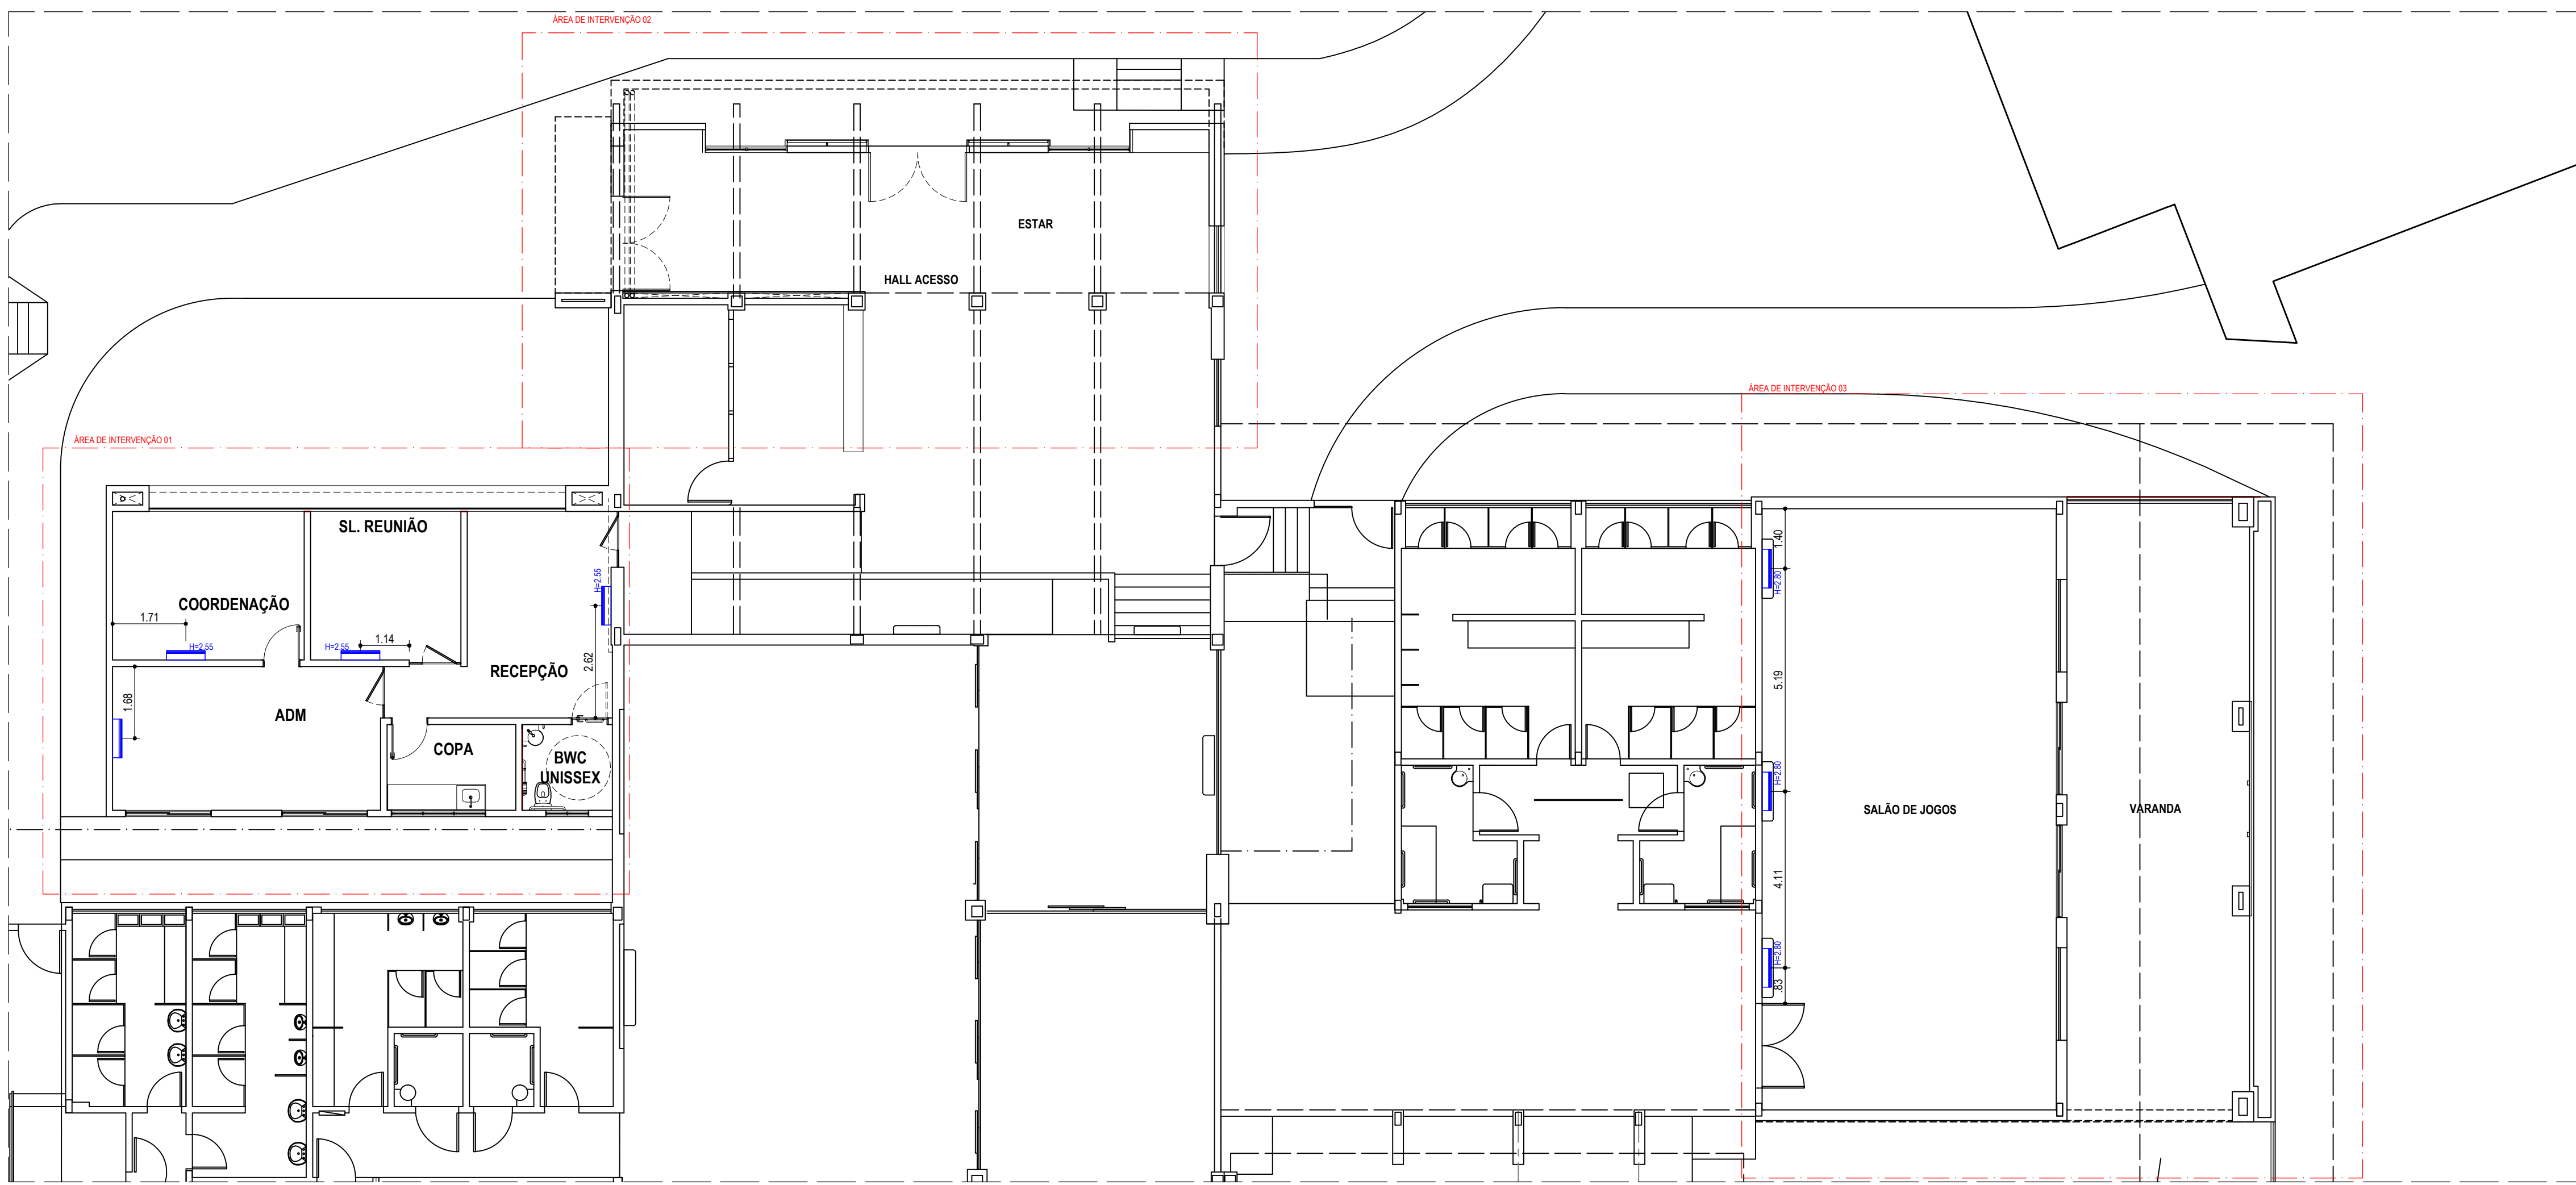 ÁREA DE INTERVENÇÃO 02
ESTAR
HALL ACESSO
ÁREA DE INTERVENÇÃO 03
ÁREA DE INTERVENÇÃO 01
SL. REUNIÃO
COORDENAÇÃO
1.71
H=2.55
H=2.55
1.14
H=2.55
2.62
RECEPÇÃO
1.68
ADM
COPA
BWC
UNISSEX
1.40
H=2.80
5.19
H=2.80
SALÃO DE JOGOS
VARANDA
4.11
H=2.80
.83